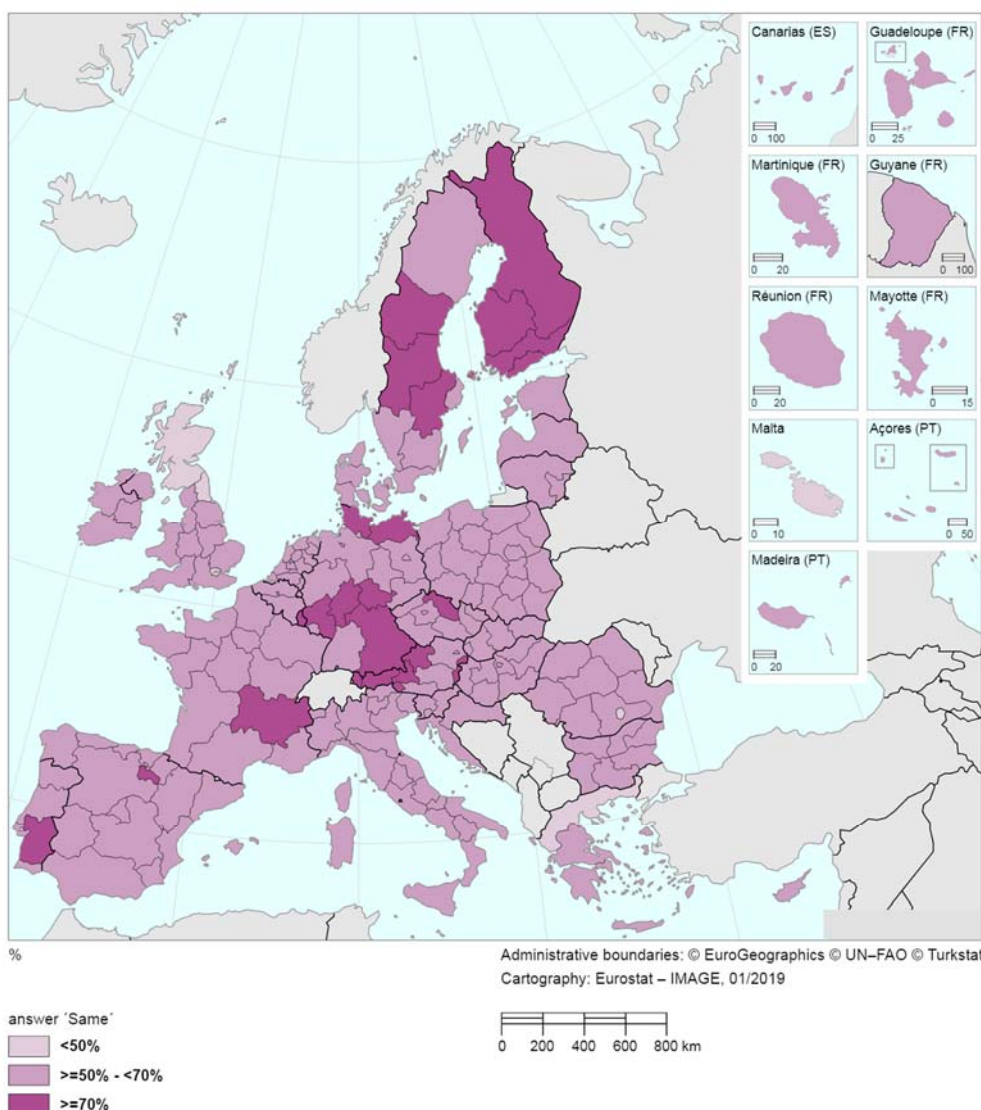 Canarias (ES)
0 100
Guadeloupe (FR)
0 25
Martinique (FR)
0 20
Guyane (FR)
0 100
Réunion (FR)
0 20
Mayotte (FR)
0 15
Malta
0 10
Açores (PT)
0 50
Madeira (PT)
0 20
%
Administrative boundaries: © EuroGeographics © UN–FAO © Turkstat
Cartography: Eurostat – IMAGE, 01/2019
answer ´Same´
<50%
>=50% - <70%
>=70%
0 200 400 600 800 km